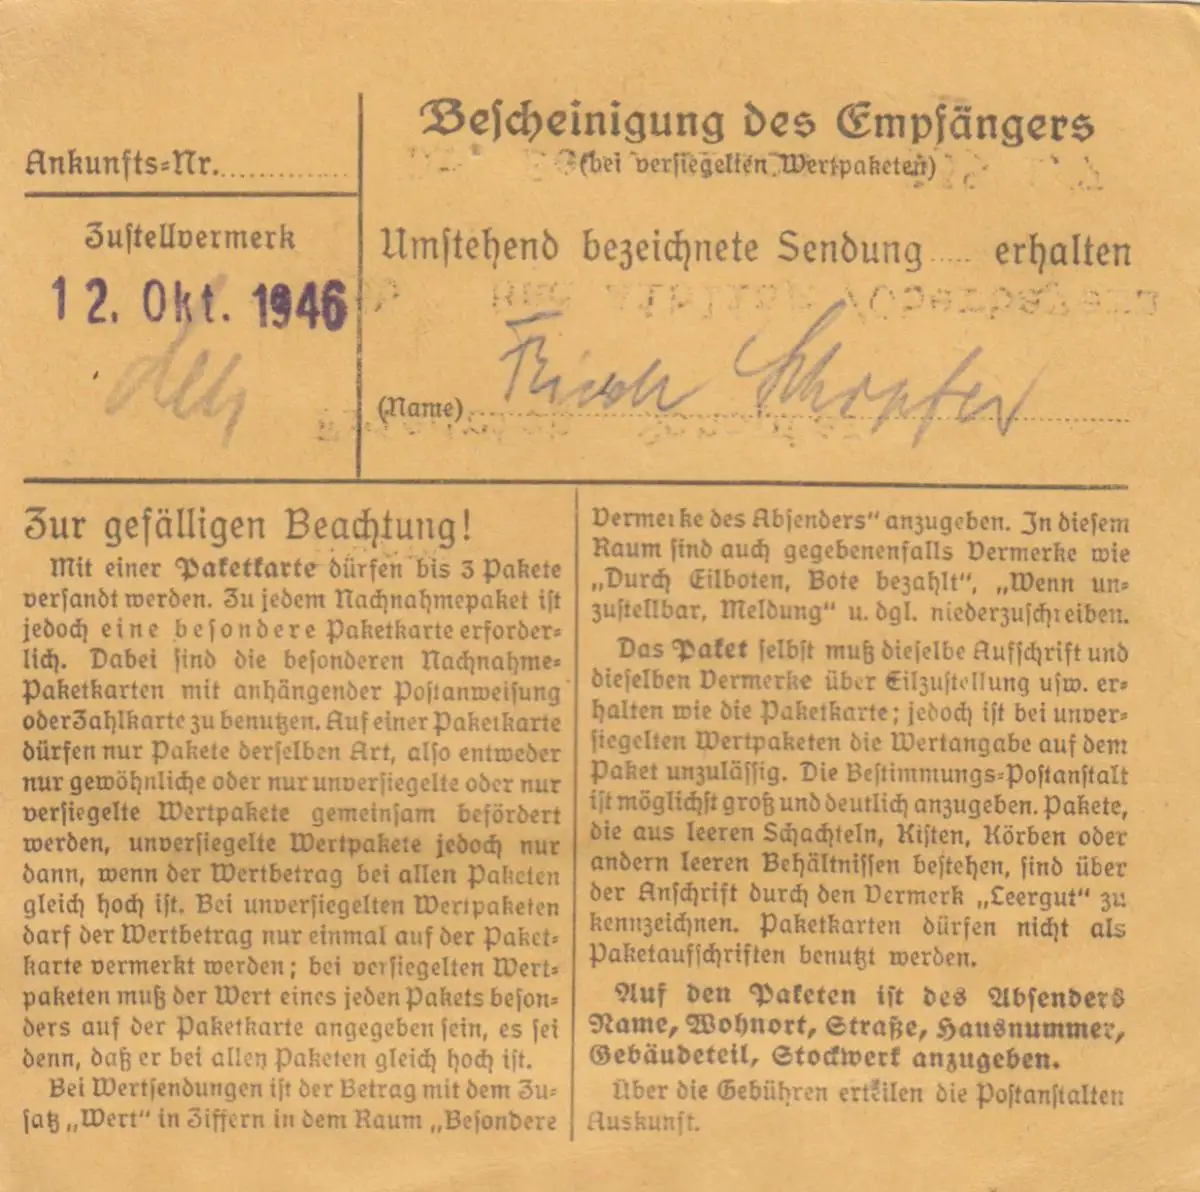 Ankunfts=Nr.
Zustellvermerk
12. Okt. 1946
Bescheinigung des Empfängers
(bei versiegelten Wertpaketen)
Umstehend bezeichnete Sendung..... erhalten
(Name)
Zur gefälligen Beachtung!
Mit einer Paketkarte dürfen bis 3 Pakete
versandt werden. Zu jedem Nachnahmepaket ist
jedoch eine besondere Paketkarte erforder=
lich. Dabei sind die besonderen Nachnahme=
Paketkarten mit anhängender Postanweisung
oder Zahlkarte zu benutzen. Auf einer Paketkarte
dürfen nur Pakete derselben Art, also entweder
nur gewöhnliche oder nur unversiegelte oder nur
versiegelte Wertpakete gemeinsam befördert
werden, unversiegelte Wertpakete jedoch nur
dann, wenn der Wertbetrag bei allen Paketen
gleich hoch ist. Bei unversiegelten Wertpaketen
darf der Wertbetrag nur einmal auf der Paket=
karte vermerkt werden; bei versiegelten Wert=
paketen muß der Wert eines jeden Pakets beson=
ders auf der Paketkarte angegeben sein, es sei
denn, daß er bei allen Paketen gleich hoch ist.
Bei Wertsendungen ist der Betrag mit dem Zu=
satz „Wert“ in Ziffern in dem Raum „Besondere
Vermerke des Absenders“ anzugeben. In diesem
Raum sind auch gegebenenfalls Vermerke wie
„Durch Eilboten, Bote bezahlt“, „Wenn un=
zustellbar, Meldung“ u. dgl. niederzuschreiben.
Das Paket selbst muß dieselbe Aufschrift und
dieselben Vermerke über Eilzustellung usw. er=
halten wie die Paketkarte; jedoch ist bei unver=
siegelten Wertpaketen die Wertangabe auf dem
Paket unzulässig. Die Bestimmungs=Postanstalt
ist möglichst groß und deutlich anzugeben. Pakete,
die aus leeren Schachteln, Kisten, Körben oder
andern leeren Behältnissen bestehen, sind über
der Anschrift durch den Vermerk „Leergut“ zu
kennzeichnen. Paketkarten dürfen nicht als
Paketaufschriften benutzt werden.
Auf den Paketen ist des Absenders
Name, Wohnort, Straße, Hausnummer,
Gebäudeteil, Stockwerk anzugeben.
Über die Gebühren erteilen die Postanstalten
Auskunft.